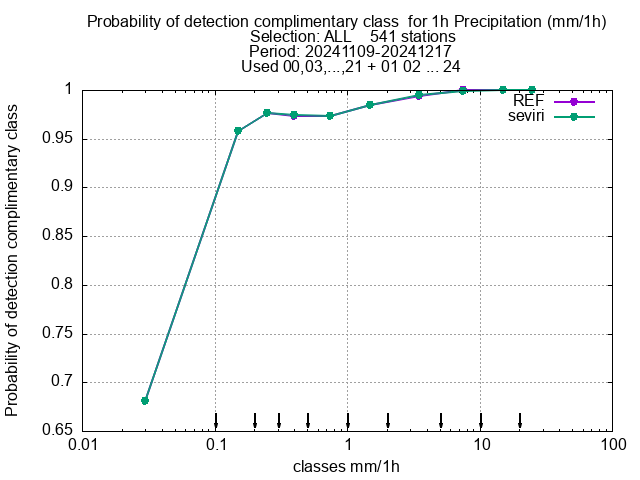 Probability of detection complimentary class  for 1h Precipitation (mm/1h)
Selection: ALL    541 stations
Period: 20241109-20241217
Used 00,03,...,21 + 01 02 ... 24
REF
seviri
Probability of detection complimentary class
1
0.95
0.9
0.85
0.8
0.75
0.7
0.65
0.01 0.1 1 10 100
classes mm/1h